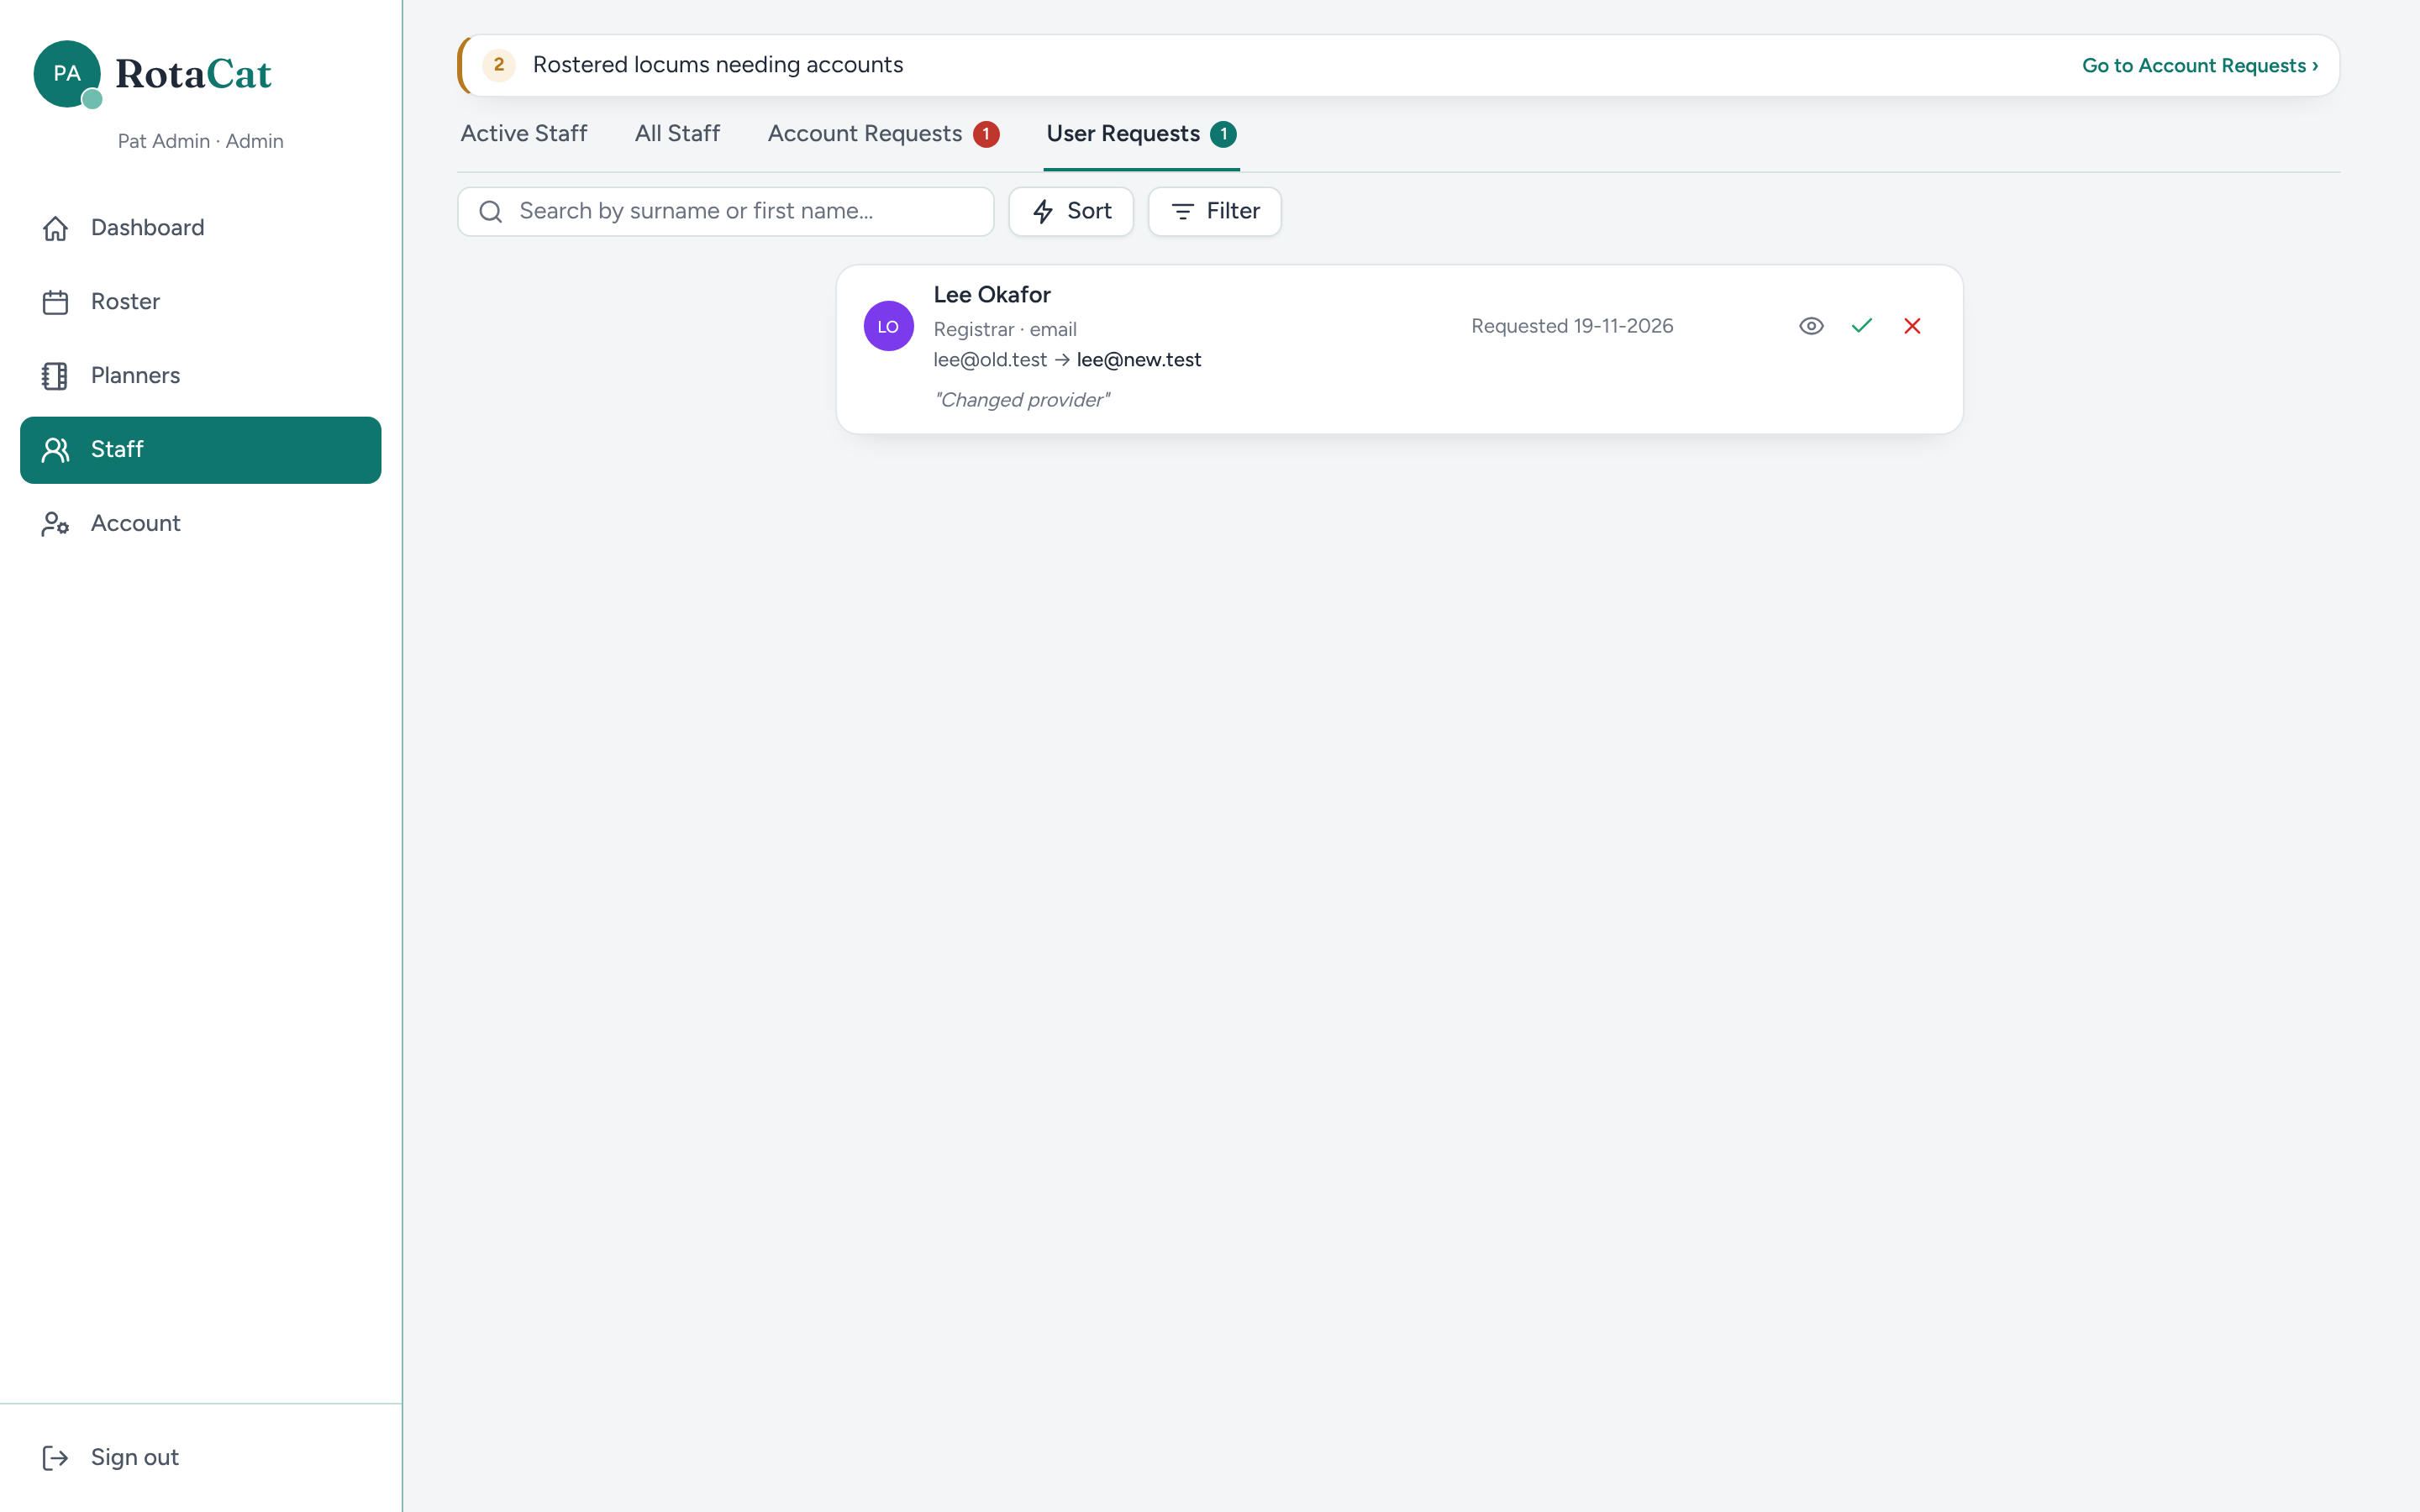 PA
RotaCat
Pat Admin · Admin
Dashboard
Roster
Planners
Staff
Account
Sign out
2 Rostered locums needing accounts Go to Account Requests ›
Active Staff All Staff Account Requests 1 User Requests 1
Search by surname or first name... Sort Filter
LO
Lee Okafor
Registrar · email
lee@old.test → lee@new.test
"Changed provider"
Requested 19-11-2026